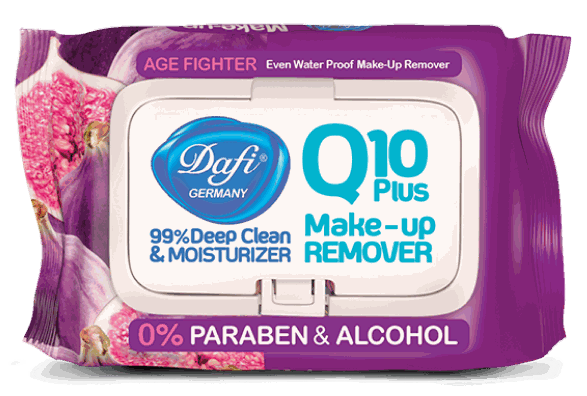 Make-up
AGE FIGHTER Even Water Proof Make-Up Remover
Dafi®
GERMANY
Q10
Plus
99% Deep Clean
& MOISTURIZER
Make-up
REMOVER
0% PARABEN & ALCOHOL